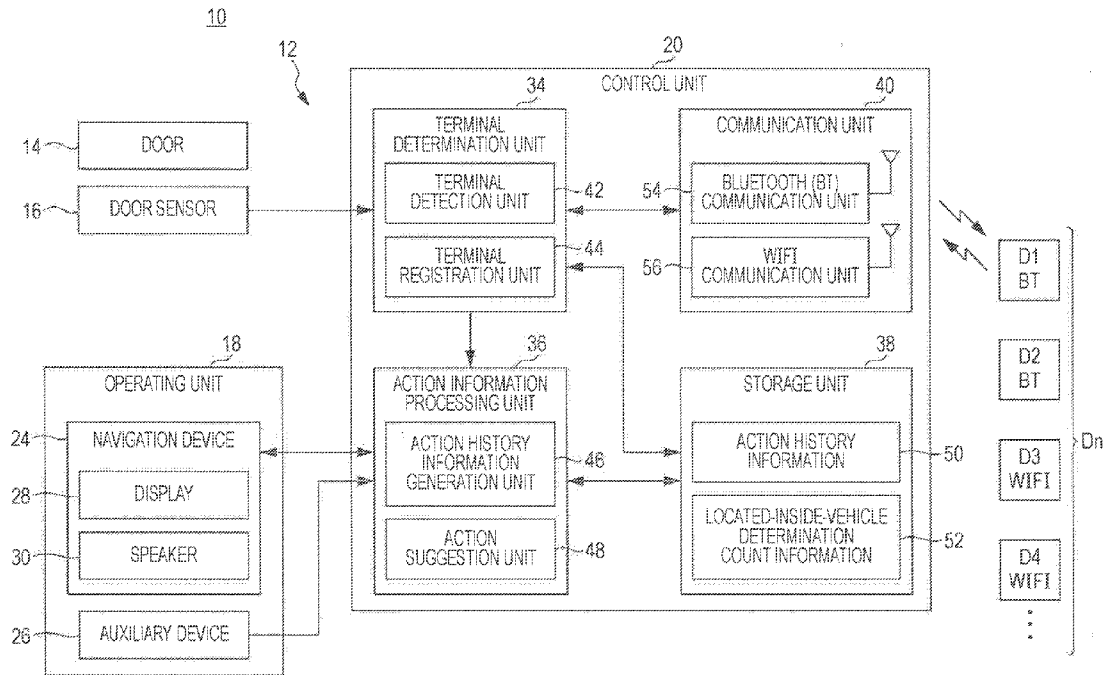 10
12
20
CONTROL UNIT
34
TERMINAL
DETERMINATION UNIT
TERMINAL
DETECTION UNIT
42
TERMINAL
REGISTRATION UNIT
44
40
COMMUNICATION UNIT
54
BLUETOOTH (BT)
COMMUNICATION UNIT
56
WIFI
COMMUNICATION UNIT
14
DOOR
16
DOOR SENSOR
D1
BT
D2
BT
D3
WIFI
D4
WIFI
Dn
18
OPERATING UNIT
24
NAVIGATION DEVICE
28
DISPLAY
30
SPEAKER
26
AUXILIARY DEVICE
36
ACTION INFORMATION
PROCESSING UNIT
ACTION HISTORY
INFORMATION
GENERATION UNIT
46
ACTION
SUGGESTION UNIT
48
38
STORAGE UNIT
ACTION HISTORY
INFORMATION
50
LOCATED-INSIDE-VEHICLE
DETERMINATION
COUNT INFORMATION
52